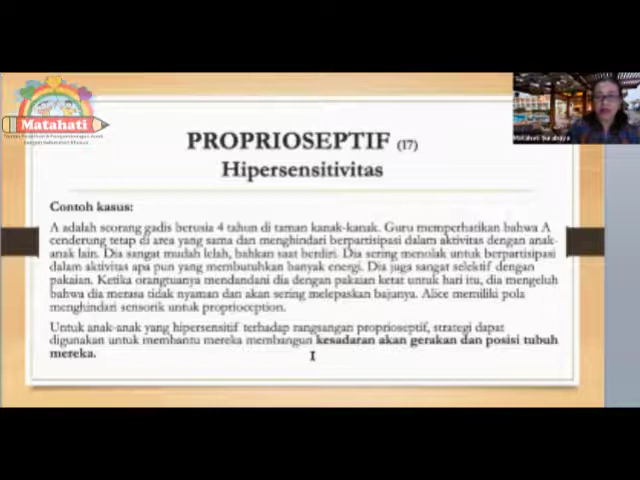 Matahati
PROPRIOSEPTIF (17)
Hipersensitivitas
Contoh kasus:
A adalah seorang gadis berusia 4 tahun di taman kanak-kanak. Guru memperhatikan bahwa A
cenderung tetap di area yang sama dan menghindari berpartisipasi dalam aktivitas dengan anak-
anak lain. Dia sangat mudah lelah, bahkan saat berdiri. Dia sering menolak untuk berpartisipasi
dalam aktivitas apa pun yang membutuhkan banyak energi. Dia juga sangat selektif dengan
pakaian. Ketika orangtuanya mendandani dia dengan pakaian ketat untuk hari itu, dia mengeluh
bahwa dia merasa tidak nyaman dan akan sering melepaskan bajunya. Alice memiliki pola
menghindari sensorik untuk proprioception.
Untuk anak-anak yang hipersensitif terhadap rangsangan proprioseptif, strategi dapat
digunakan untuk membantu mereka membangun kesadaran akan gerakan dan posisi tubuh
mereka.
Matahati Surabaya